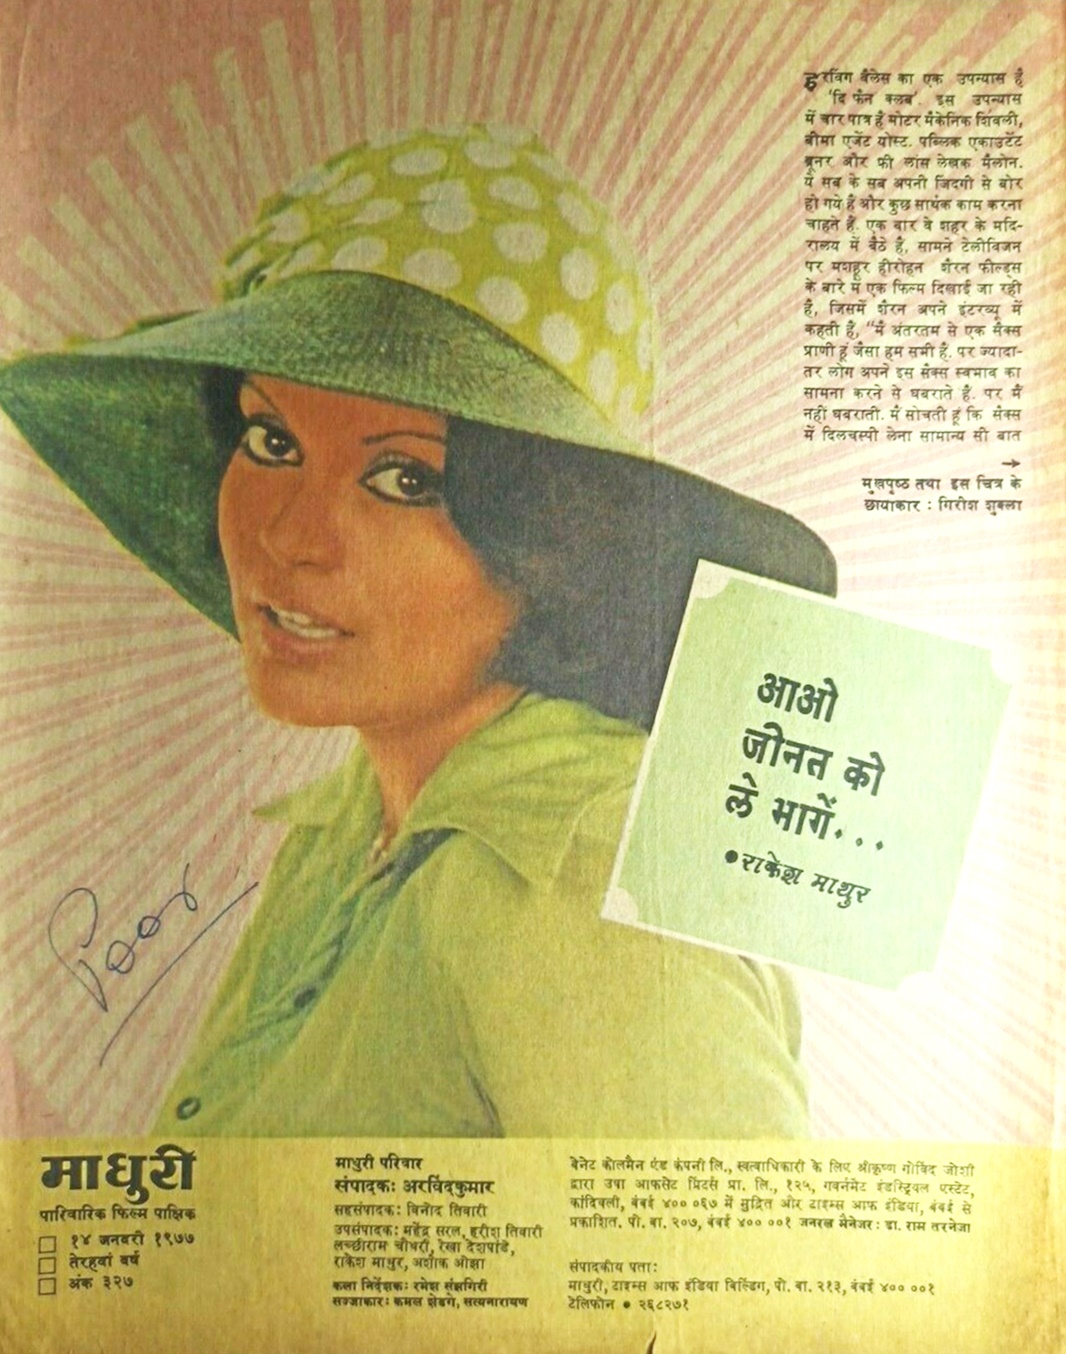 इरविंग वैलेस का एक उपन्यास है
'दि फैन क्लब'. इस उपन्यास
में चार पात्र हैं मोटर मैकेनिक शिवली,
बीमा एजेंट योस्ट. पब्लिक एकाउंटेंट
ब्रूनर और फ्री लांस लेखक मैलोन.
ये सब के सब अपनी जिंदगी से बोर
हो गये हैं और कुछ सार्थक काम करना
चाहते हैं. एक बार वे शहर के मदि-
रालय में बैठे हैं, सामने टेलीविजन
पर मशहूर हीरोइन शैरन फील्ड्स
के बारे में एक फिल्म दिखाई जा रही
है, जिसमें शैरन अपने इंटरव्यू में
कहती है, "मैं अंतरतम से एक सैक्स
प्राणी हूं जैसा हम सभी हैं. पर ज्यादा-
तर लोग अपने इस सैक्स स्वभाव का
सामना करने से घबराते हैं. पर मैं
नहीं घबराती. मैं सोचती हूं कि सैक्स
में दिलचस्पी लेना सामान्य सी बात
→
मुखपृष्ठ तथा इस चित्र के
छायाकार : गिरीश शुक्ला
आओ
जीनत को
ले भागें...
●राकेश माथुर
माधुरी
पारिवारिक फिल्म पाक्षिक
१४ जनवरी १९७७
तेरहवां वर्ष
अंक ३२७
माधुरी परिवार
संपादक: अरविंदकुमार
सहसंपादक: विनोद तिवारी
उपसंपादक: महेंद्र सरल, हरीश तिवारी
लच्छीराम चौधरी, रेखा देशपांडे,
राकेश माथुर, अशोक ओझा
कला निर्देशक: रमेश संझगिरी
सज्जाकार: कमल शेडगे, सत्यनारायण
बेनेट कोलमैन एंड कंपनी लि., स्वत्वाधिकारी के लिए श्रीकृष्ण गोविंद जोशी
द्वारा उषा आफसेट प्रिंटर्स प्रा. लि., १२५, गवर्नमेंट इंडस्ट्रियल एस्टेट,
कांदिवली, बंबई ४०० ०६७ में मुद्रित और टाइम्स आफ इंडिया, बंबई से
प्रकाशित. पी. बा. २०७, बंबई ४०० ००१ जनरल मैनेजर: डा. राम तरनेजा
संपादकीय पता:
माधुरी, टाइम्स आफ इंडिया बिल्डिंग, पो. बा. २१३, बंबई ४०० ००१
टेलिफोन ● २६८२७१